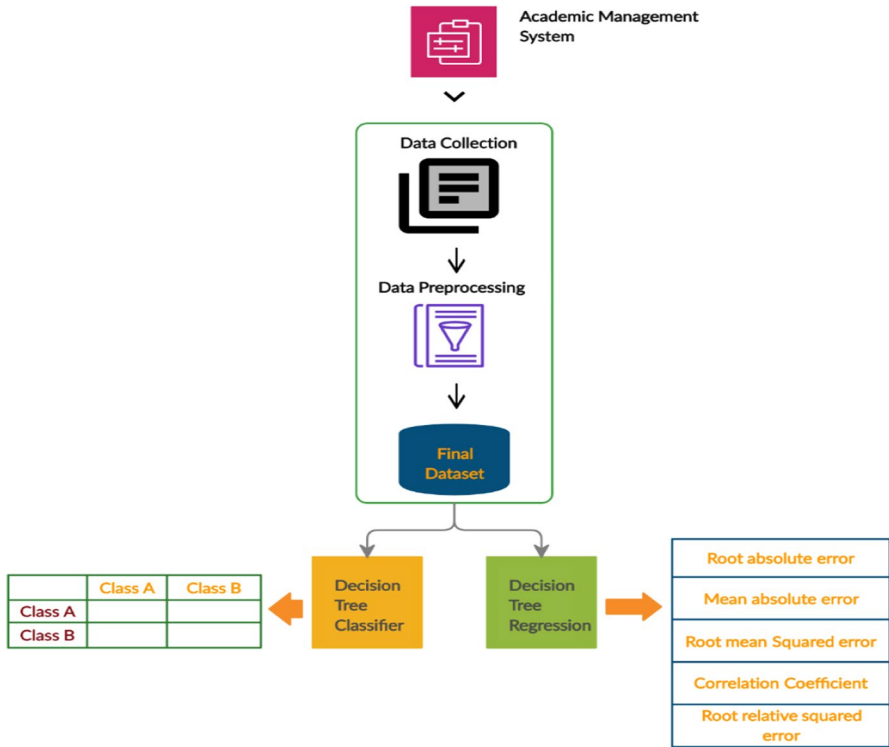 Academic Management
System
Data Collection
Data Preprocessing
Final
Dataset
Class A Class B
Class A
Class B
Decision
Tree
Classifier
Decision
Tree
Regression
Root absolute error
Mean absolute error
Root mean Squared error
Correlation Coefficient
Root relative squared
error